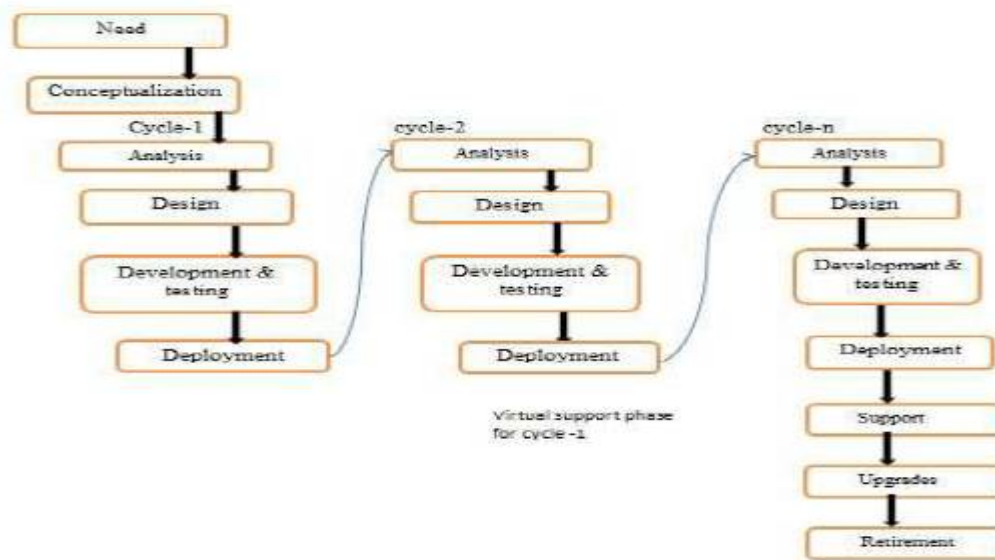 Need
Conceptualization
Cycle-1
Analysis
Design
Development &
testing
Deployment
cycle-2
Analysis
Design
Development &
testing
Deployment
Virtual support phase
for cycle -1
cycle-n
Analysis
Design
Development &
testing
Deployment
Support
Upgrades
Retirement